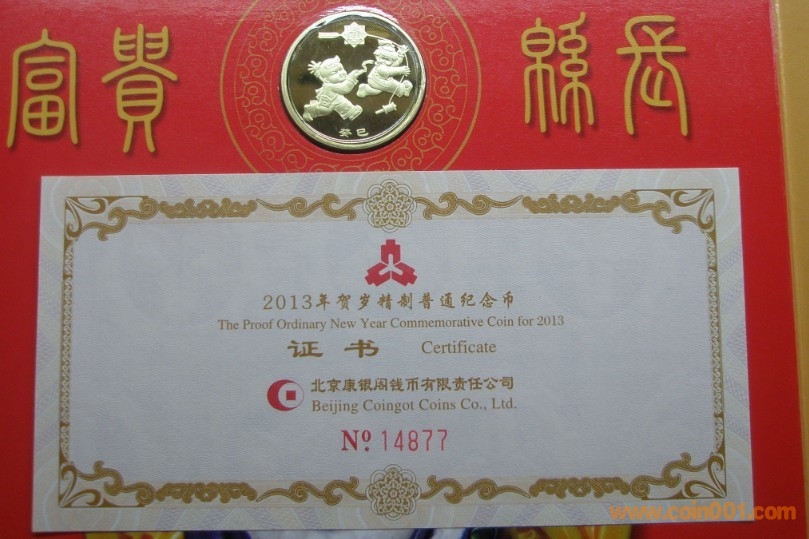 富貴 緜長
癸巳
2013年贺岁精制普通纪念币
The Proof Ordinary New Year Commemorative Coin for 2013
证书 Certificate
北京康银阁钱币有限责任公司
Beijing Coingot Coins Co., Ltd.
Nº 14877
www.coin001.com